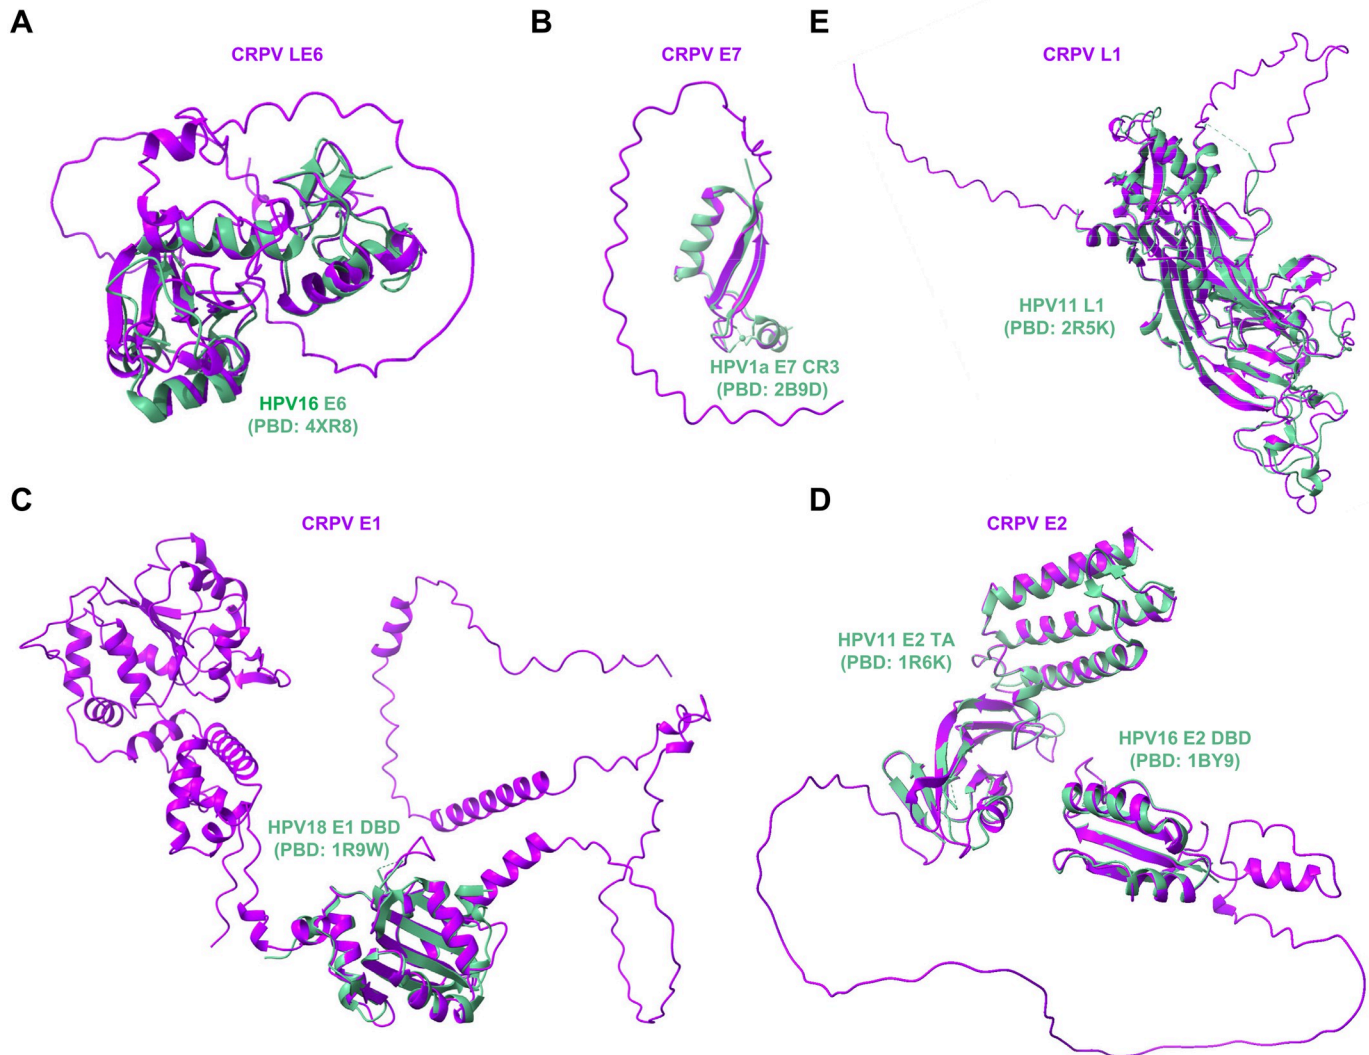 A
CRPV LE6
HPV16 E6
(PBD: 4XR8)
B
CRPV E7
HPV1a E7 CR3
(PBD: 2B9D)
E
CRPV L1
HPV11 L1
(PBD: 2R5K)
C
CRPV E1
HPV18 E1 DBD
(PBD: 1R9W)
D
CRPV E2
HPV11 E2 TA
(PBD: 1R6K)
HPV16 E2 DBD
(PBD: 1BY9)